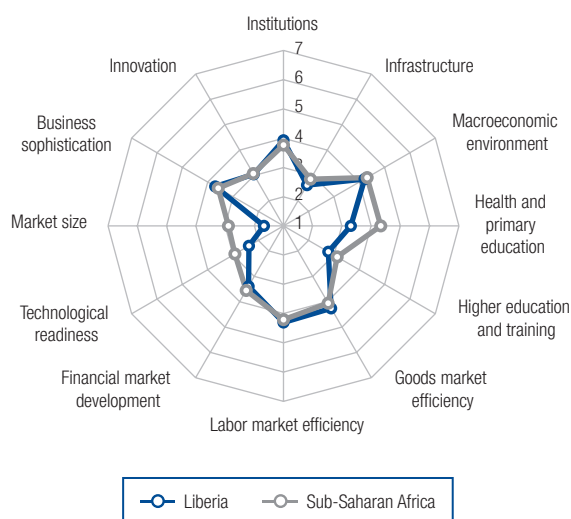 Institutions
7
6
5
4
3
2
1
Infrastructure
Macroeconomic
environment
Health and
primary
education
Higher education
and training
Goods market
efficiency
Labor market efficiency
Financial market
development
Technological
readiness
Market size
Business
sophistication
Innovation
Liberia
Sub-Saharan Africa